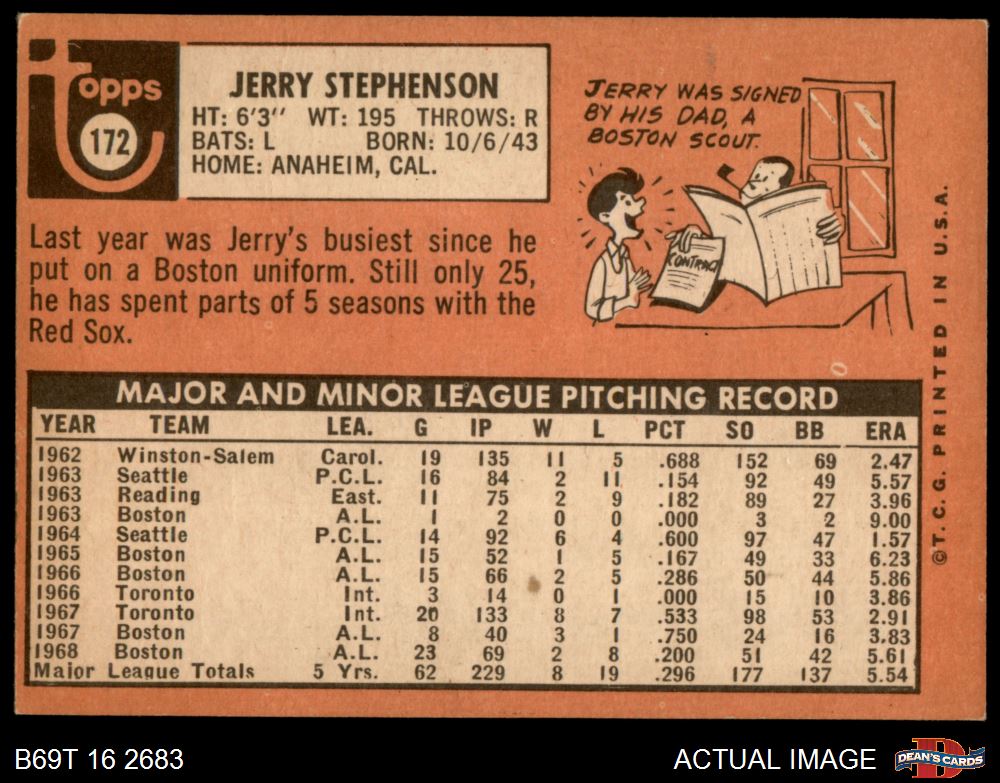 Topps
172
JERRY STEPHENSON
HT: 6'3" WT: 195 THROWS: R
BATS: L BORN: 10/6/43
HOME: ANAHEIM, CAL.
JERRY WAS SIGNED
BY HIS DAD, A
BOSTON SCOUT.
CONTRACT
Last year was Jerry's busiest since he
put on a Boston uniform. Still only 25,
he has spent parts of 5 seasons with the
Red Sox.
MAJOR AND MINOR LEAGUE PITCHING RECORD
YEAR TEAM LEA. G IP W L PCT SO BB ERA
1962 Winston-Salem Carol. 19 135 11 5 .688 152 69 2.47
1963 Seattle P.C.L. 16 84 2 11 .154 92 49 5.57
1963 Reading East. 11 75 2 9 .182 89 27 3.96
1963 Boston A.L. 1 2 0 0 .000 3 2 9.00
1964 Seattle P.C.L. 14 92 6 4 .600 97 47 1.57
1965 Boston A.L. 15 52 1 5 .167 49 33 6.23
1966 Boston A.L. 15 66 2 5 .286 50 44 5.86
1966 Toronto Int. 3 14 0 1 .000 15 10 3.86
1967 Toronto Int. 20 133 8 7 .533 98 53 2.91
1967 Boston A.L. 8 40 3 1 .750 24 16 3.83
1968 Boston A.L. 23 69 2 8 .200 51 42 5.61
Major League Totals 5 Yrs. 62 229 8 19 .296 177 137 5.54
©T. C. G. PRINTED IN U.S.A.
B69T 16 2683
ACTUAL IMAGE
D
DEAN'S CARDS